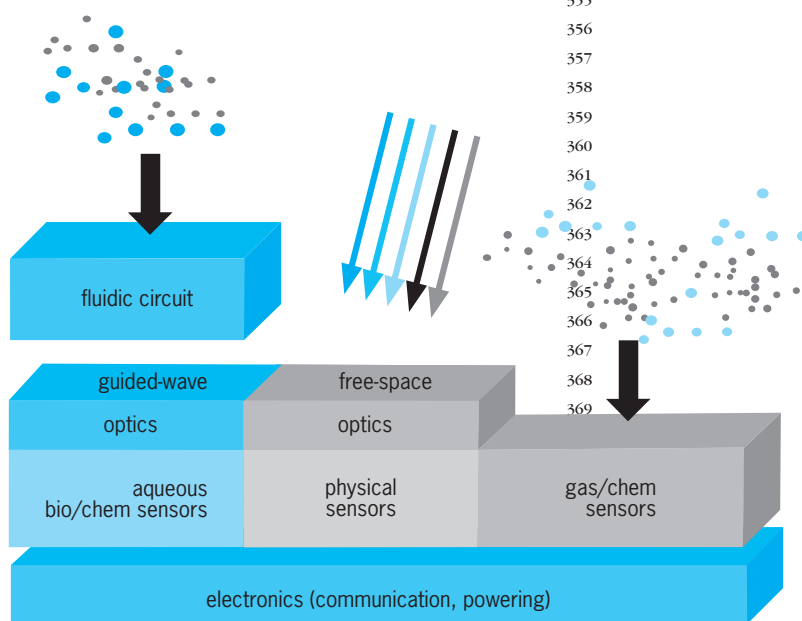 355
356
357
358
359
360
361
362
363
364
365
366
367
368
369
fluidic circuit
guided-wave
optics
free-space
optics
aqueous
bio/chem sensors
physical
sensors
gas/chem
sensors
electronics (communication, powering)